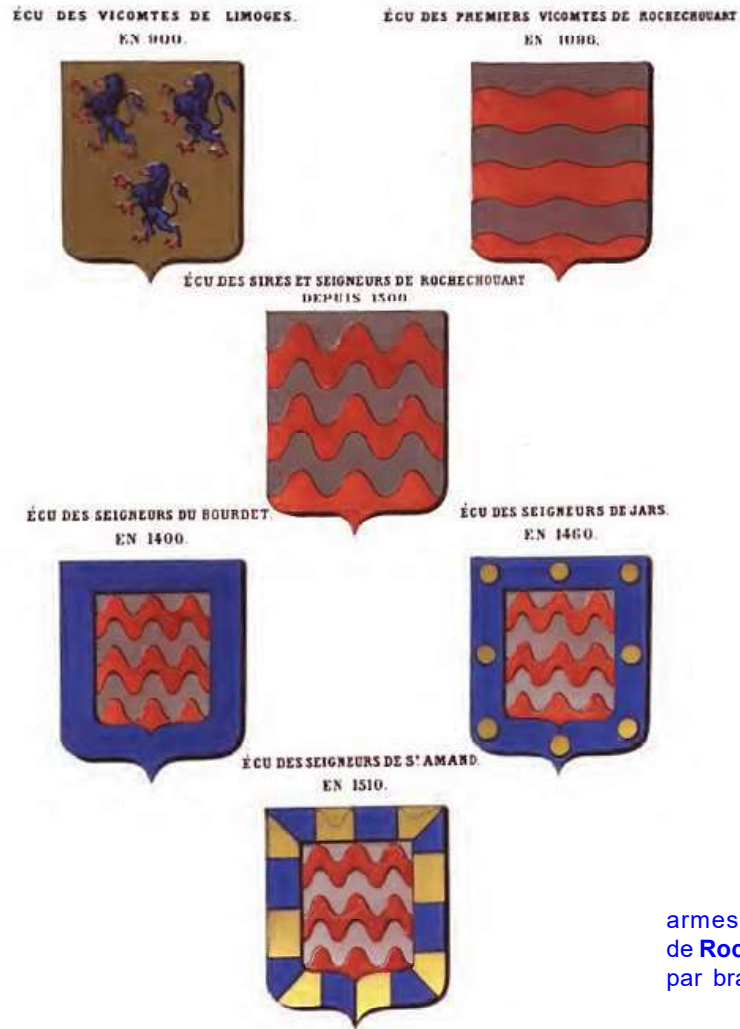 ÉCU DES VICOMTES DE LIMOGES.
EN 900.
ÉCU DES PREMIERS VICOMTES DE ROCHECHOUART
EN 1096.
ÉCU DES SIRES ET SEIGNEURS DE ROCHECHOUART
DEPUIS 1300
ÉCU DES SEIGNEURS DU BOURDET.
EN 1400.
ÉCU DES SEIGNEURS DE JARS.
EN 1460.
ÉCU DES SEIGNEURS DE ST AMAND.
EN 1510.
armes
de
par